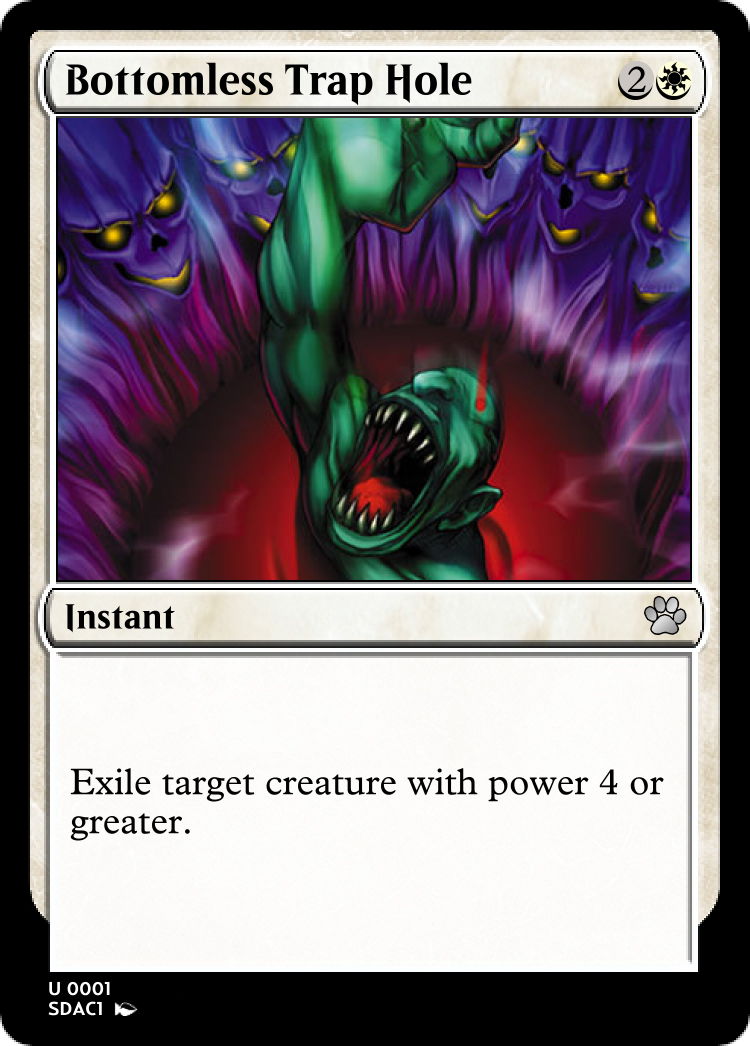 Bottomless Trap Hole 2
Instant
Exile target creature with power 4 or
greater.
U 0001
SDAC1